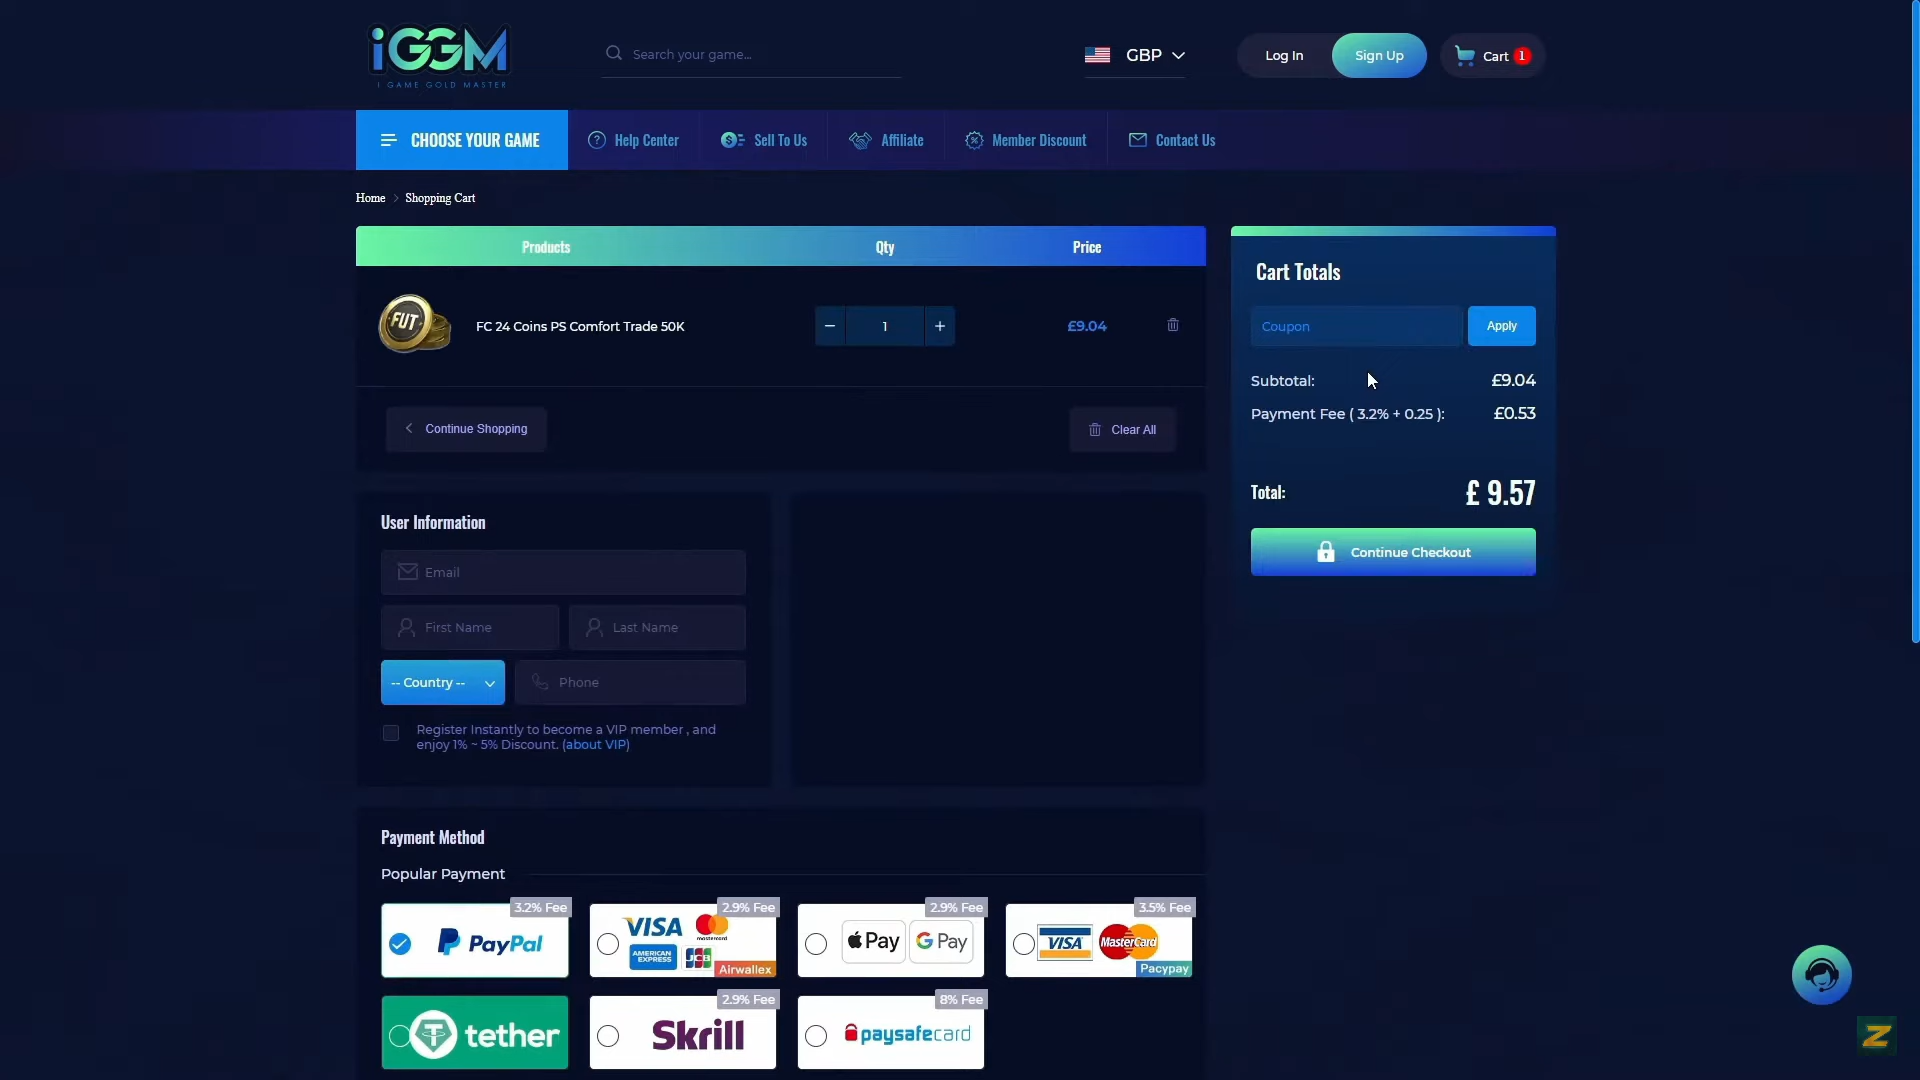 iGGM
I GAME GOLD MASTER
Search your game...
GBP
Log In
Sign Up
Cart 1
CHOOSE YOUR GAME
Help Center
Sell To Us
Affiliate
Member Discount
Contact Us
Home > Shopping Cart
Products Qty Price
FUT
FC 24 Coins PS Comfort Trade 50K
− 1 +
£9.04
Continue Shopping
Clear All
Cart Totals
Coupon
Apply
Subtotal: £9.04
Payment Fee ( 3.2% + 0.25 ): £0.53
Total: £ 9.57
Continue Checkout
User Information
Email
First Name
Last Name
-- Country --
Phone
Register Instantly to become a VIP member , and
enjoy 1% ~ 5% Discount. (about VIP)
Payment Method
Popular Payment
3.2% Fee
PayPal
2.9% Fee
VISA mastercard
AMERICAN EXPRESS JCB
Airwallex
2.9% Fee
Pay G Pay
3.5% Fee
VISA MasterCard
Pacypay
tether
2.9% Fee
Skrill
8% Fee
paysafecard
Z